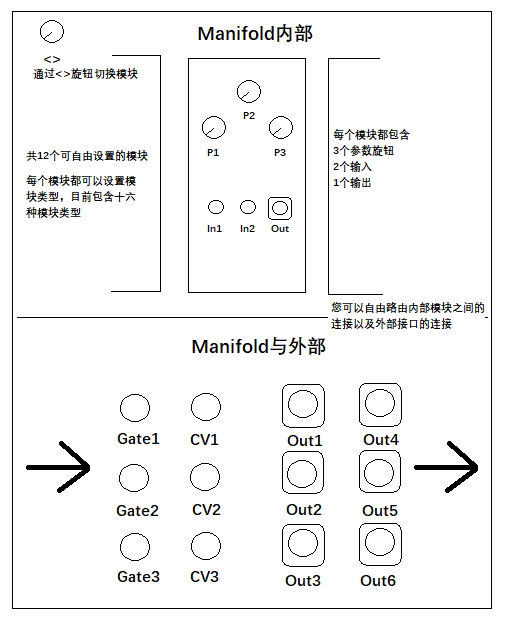 Manifold内部
<>
通过<>旋钮切换模块
P2
P1
P3
共12个可自由设置的模块
每个模块都可以设置模
块类型，目前包含十六
种模块类型
每个模块都包含
3个参数旋钮
2个输入
1个输出
In1
In2
Out
您可以自由路由内部模块之间的
连接以及外部接口的连接
Manifold与外部
Gate1
CV1
Out1
Out4
Gate2
CV2
Out2
Out5
Gate3
CV3
Out3
Out6